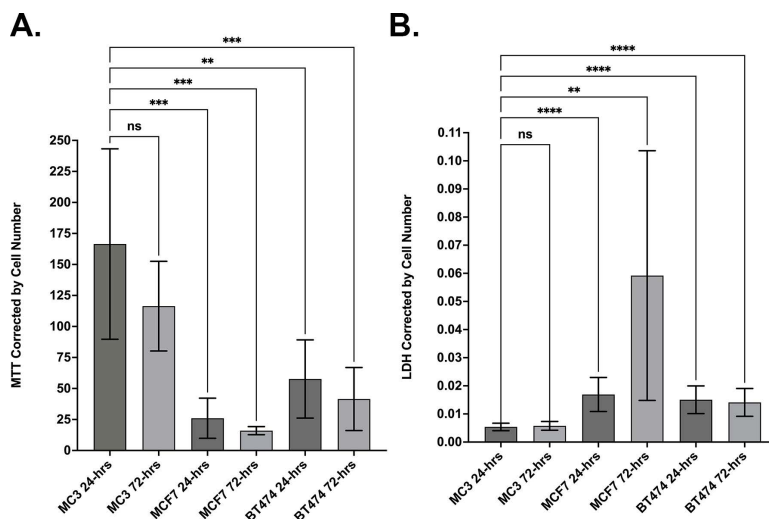 A.
***
**
***
***
ns
MTT Corrected by Cell Number
250
225
200
175
150
125
100
75
50
25
0
MC3 24-hrs
MC3 72-hrs
MCF7 24-hrs
MCF7 72-hrs
BT474 24-hrs
BT474 72-hrs
B.
****
****
**
****
ns
LDH Corrected by Cell Number
0.11
0.10
0.09
0.08
0.07
0.06
0.05
0.04
0.03
0.02
0.01
0.00
MC3 24-hrs
MC3 72-hrs
MCF7 24-hrs
MCF7 72-hrs
BT474 24-hrs
BT474 72-hrs